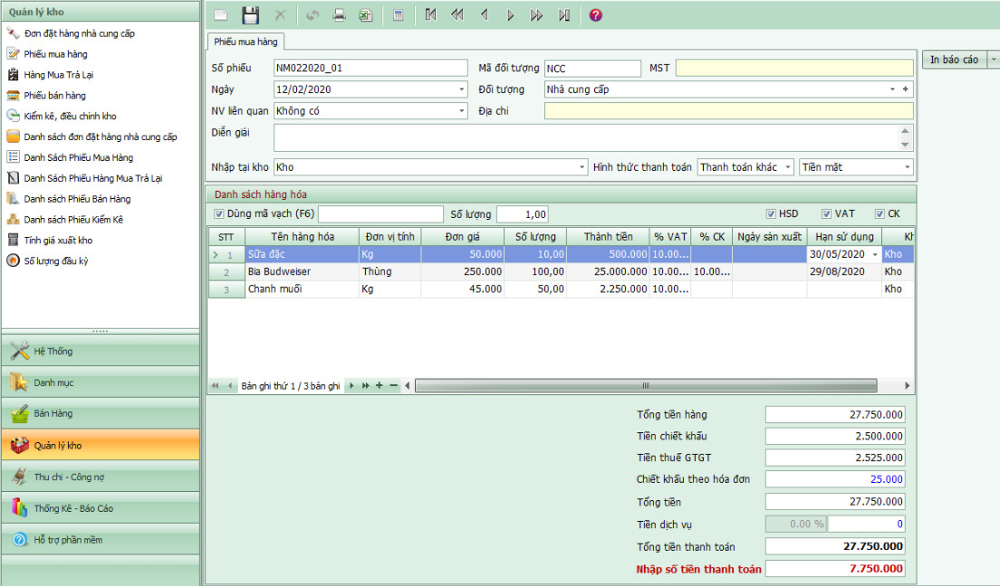 Quản lý kho
Đơn đặt hàng nhà cung cấp
Phiếu mua hàng
Hàng Mua Trả Lại
Phiếu bán hàng
Kiểm kê, điều chỉnh kho
Danh sách đơn đặt hàng nhà cung cấp
Danh Sách Phiếu Mua Hàng
Danh Sách Phiếu Hàng Mua Trả Lại
Danh Sách Phiếu Bán Hàng
Danh Sách Phiếu Kiểm Kê
Tính giá xuất kho
Số lượng đầu kỳ
Hệ Thống
Danh mục
Bán Hàng
Quản lý kho
Thu chi - Công nợ
Thống Kê - Báo Cáo
Hỗ trợ phần mềm
Phiếu mua hàng
In báo cáo
Số phiếu NM022020_01 Mã đối tượng NCC MST
Ngày 12/02/2020 Đối tượng Nhà cung cấp
NV liên quan Không có Địa chỉ
Diễn giải
Nhập tại kho Kho Hình thức thanh toán Thanh toán khác Tiền mặt
Danh sách hàng hóa
Dùng mã vạch (F6) Số lượng 1,00 HSD VAT CK
STT Tên hàng hóa Đơn vị tính Đơn giá Số lượng Thành tiền % VAT % CK Ngày sản xuất Hạn sử dụng Kh
1 Sữa đặc Kg 50.000 10,00 500.000 10.00... 30/05/2020 Kho
2 Bia Budweiser Thùng 250.000 100,00 25.000.000 10.00... 10.00... 29/08/2020 Kho
3 Chanh muối Kg 45.000 50,00 2.250.000 10.00... Kho
Bản ghi thứ 1 / 3 bản ghi
Tổng tiền hàng 27.750.000
Tiền chiết khấu 2.500.000
Tiền thuế GTGT 2.525.000
Chiết khấu theo hóa đơn 25.000
Tổng tiền 27.750.000
Tiền dịch vụ 0.00 % 0
Tổng tiền thanh toán 27.750.000
Nhập số tiền thanh toán 7.750.000